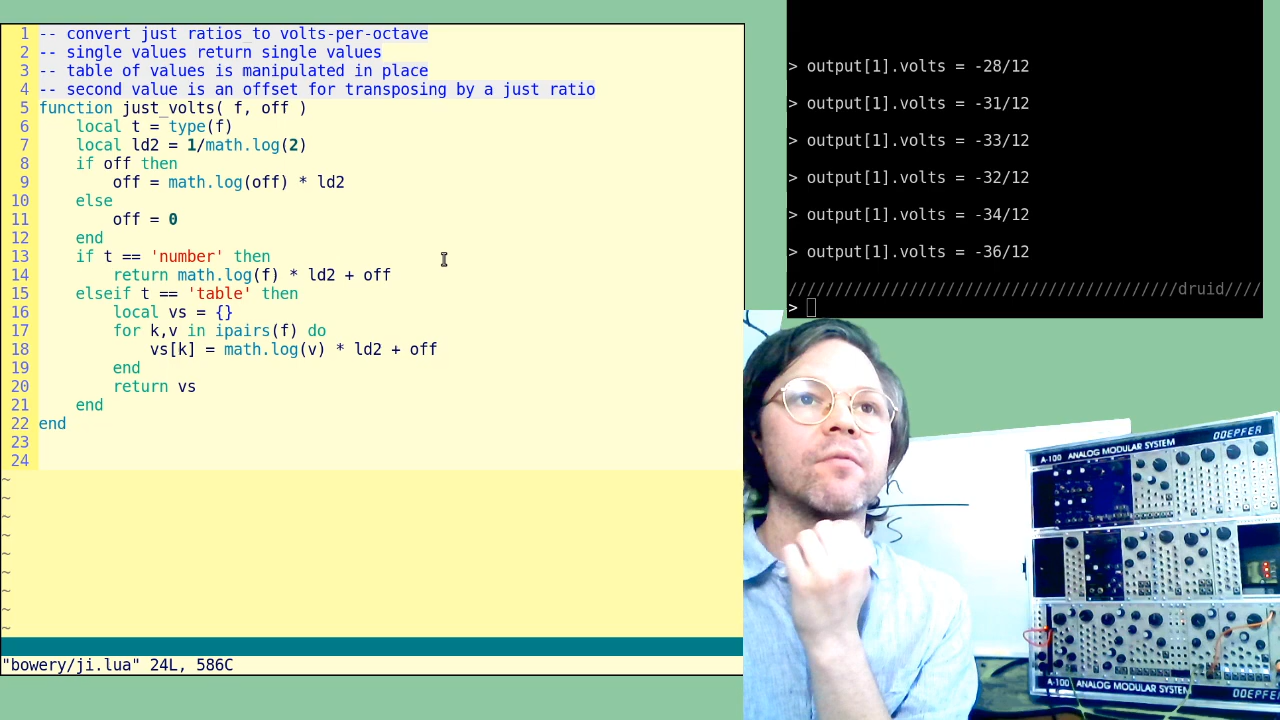 1 -- convert just ratios to volts-per-octave
2 -- single values return single values
3 -- table of values is manipulated in place
4 -- second value is an offset for transposing by a just ratio
5 function just_volts( f, off )
6     local t = type(f)
7     local ld2 = 1/math.log(2)
8     if off then
9         off = math.log(off) * ld2
10     else
11         off = 0
12     end
13     if t == 'number' then
14         return math.log(f) * ld2 + off
15     elseif t == 'table' then
16         local vs = {}
17         for k,v in ipairs(f) do
18             vs[k] = math.log(v) * ld2 + off
19         end
20         return vs
21     end
22 end
23
24
~
~
~
~
~
~
~
~
~
"bowery/ji.lua" 24L, 586C
> output[1].volts = -28/12
> output[1].volts = -31/12
> output[1].volts = -33/12
> output[1].volts = -32/12
> output[1].volts = -34/12
> output[1].volts = -36/12
//////////////////////////////////////////druid////
>
A-100 ANALOG MODULAR SYSTEM DOEPFER
A-100 ANALOG MODULAR SYSTEM DOEPFER